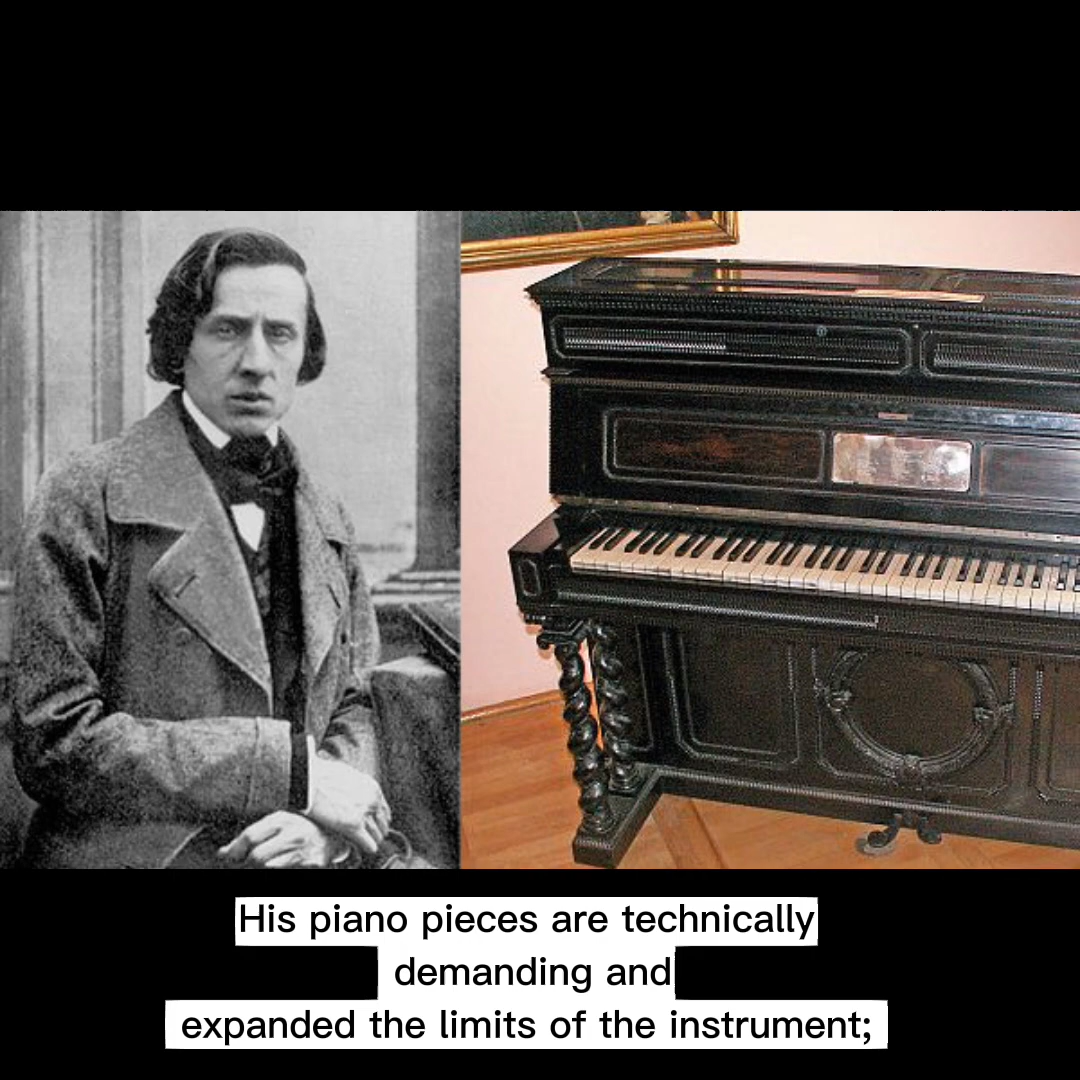 His piano pieces are technically
demanding and
expanded the limits of the instrument;